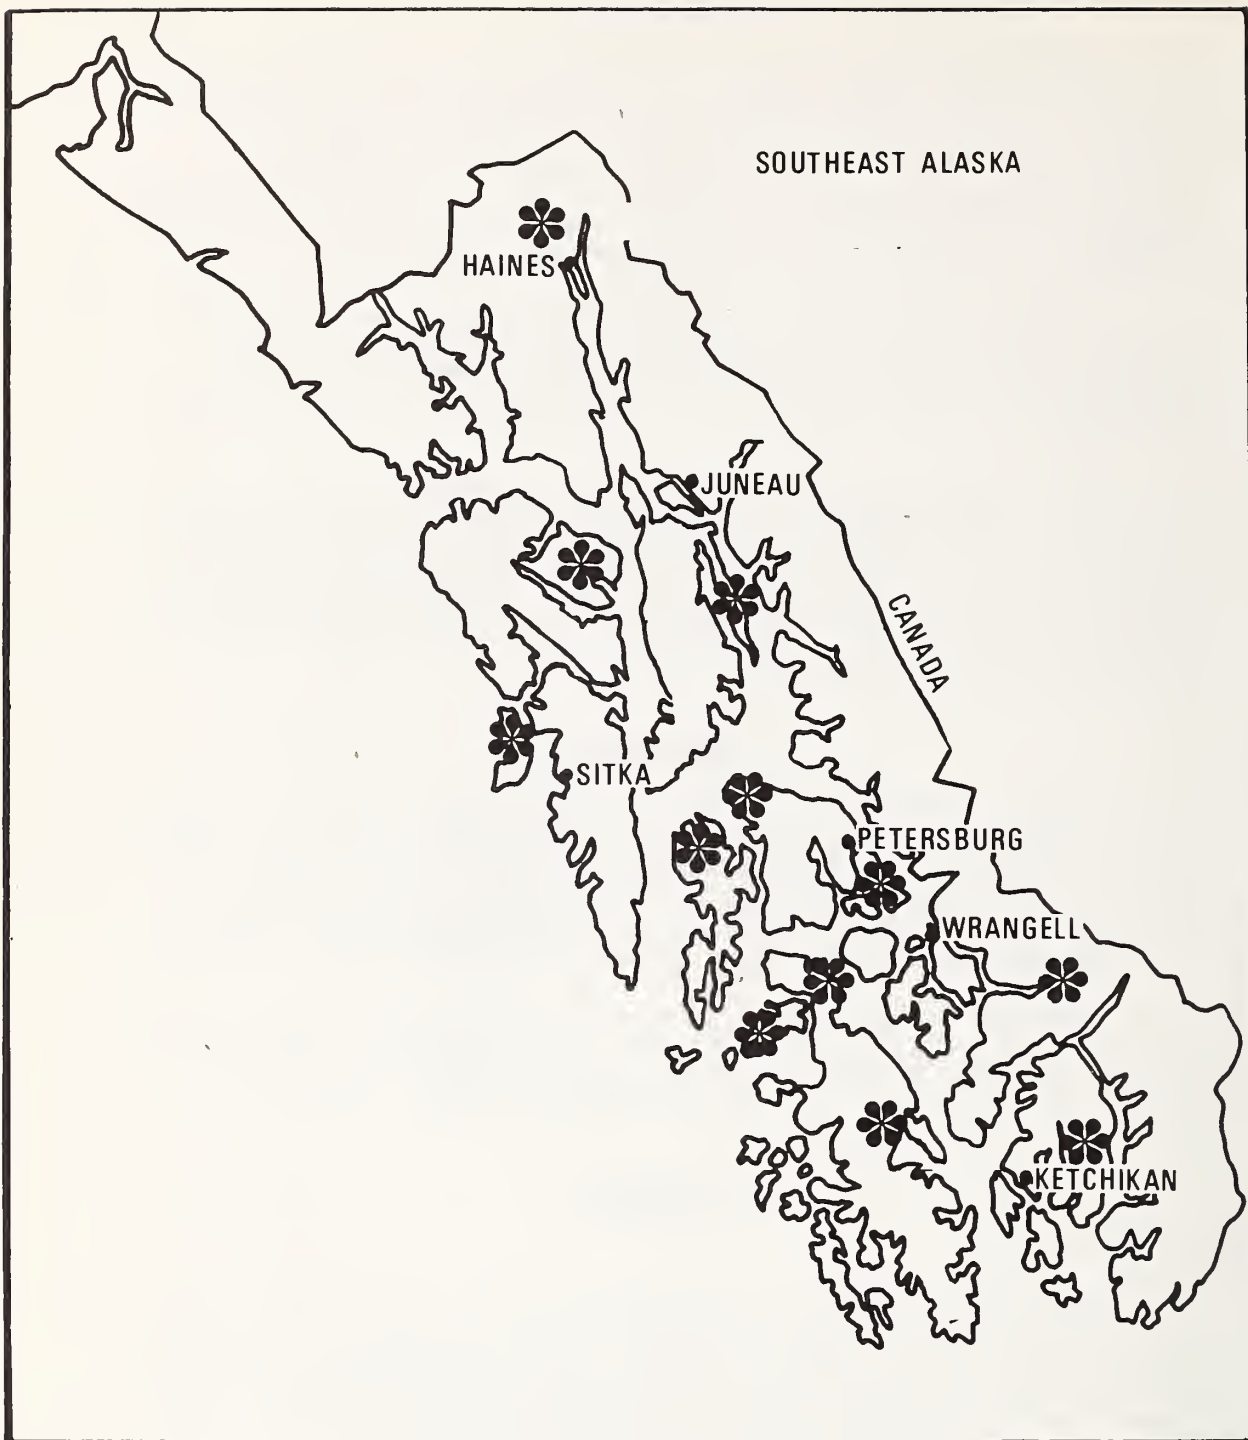 SOUTHEAST ALASKA
HAINES
JUNEAU
CANADA
SITKA
PETERSBURG
WRANGELL
KETCHIKAN